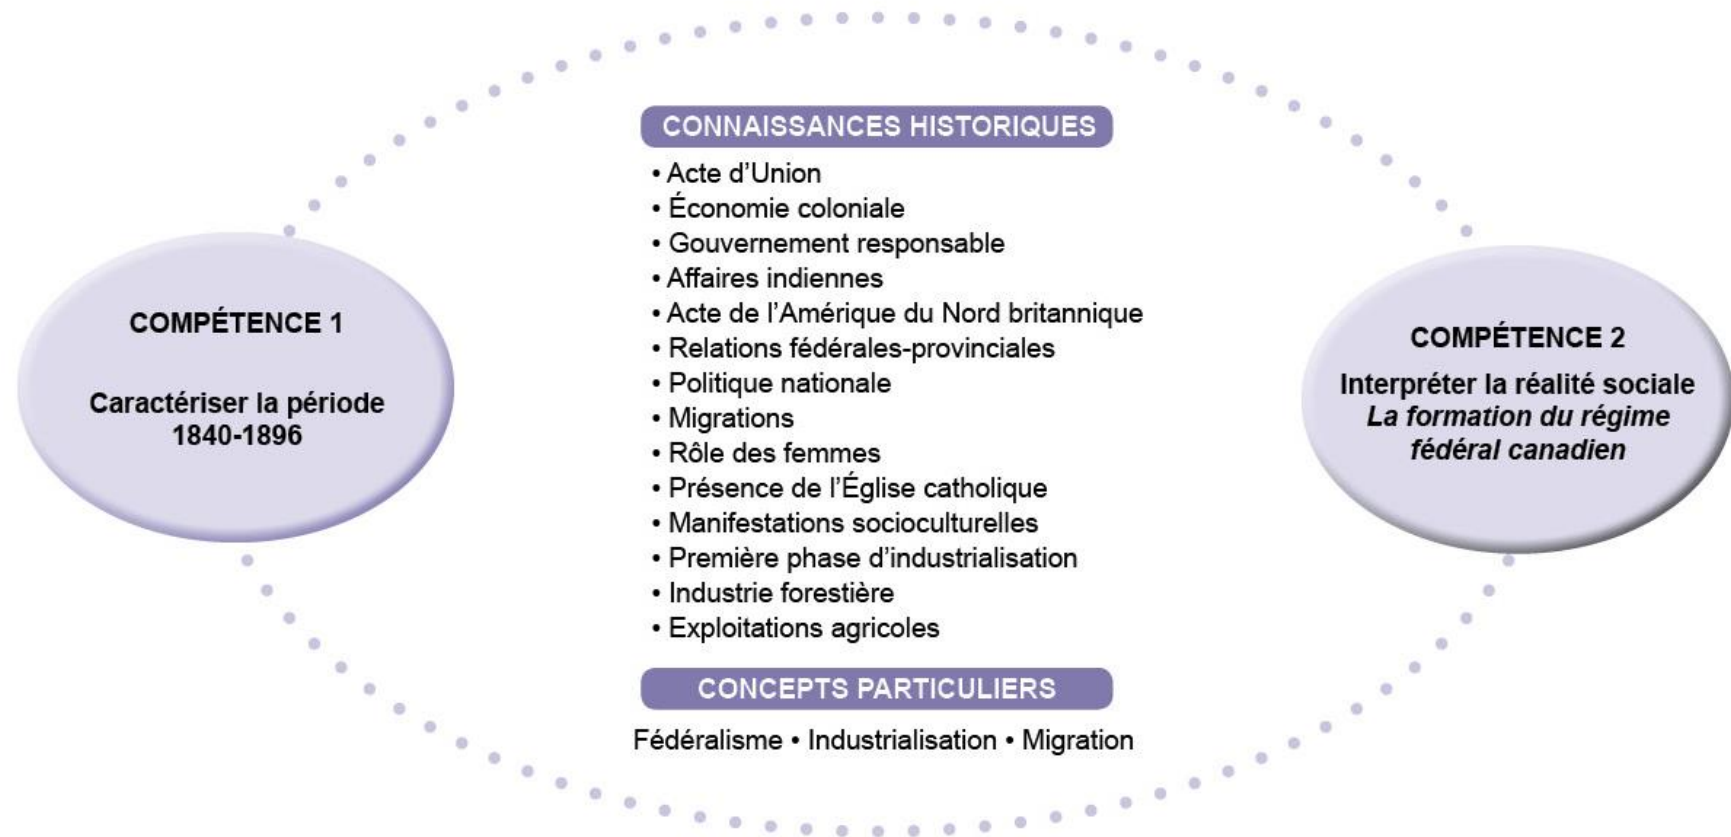 CONNAISSANCES HISTORIQUES
• Acte d'Union
• Économie coloniale
• Gouvernement responsable
• Affaires indiennes
• Acte de l'Amérique du Nord britannique
• Relations fédérales-provinciales
• Politique nationale
• Migrations
• Rôle des femmes
• Présence de l'Église catholique
• Manifestations socioculturelles
• Première phase d'industrialisation
• Industrie forestière
• Exploitations agricoles
CONCEPTS PARTICULIERS
Fédéralisme • Industrialisation • Migration
COMPÉTENCE 1
Caractériser la période
1840-1896
COMPÉTENCE 2
Interpréter la réalité sociale
La formation du régime
fédéral canadien